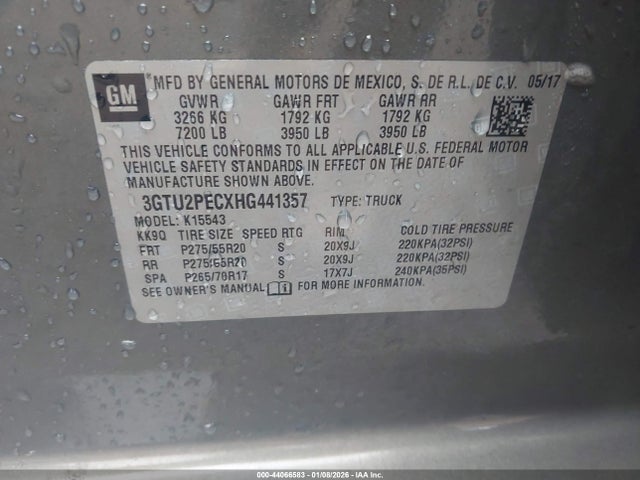 GM
*MFD BY GENERAL MOTORS DE MEXICO, S. DE R.L. DE C.V. 05/17
GVWR GAWR FRT GAWR RR
3266 KG 1792 KG 1792 KG
7200 LB 3950 LB 3950 LB
THIS VEHICLE CONFORMS TO ALL APPLICABLE U.S. FEDERAL MOTOR
VEHICLE SAFETY STANDARDS IN EFFECT ON THE DATE OF
MANUFACTURE SHOWN ABOVE.
3GTU2PECXHG441357 TYPE: TRUCK
MODEL: K15543
KK9Q TIRE SIZE SPEED RTG RIM COLD TIRE PRESSURE
FRT P275/55R20 S 20X9J 220KPA(32PSI)
RR P275/55R20 S 20X9J 220KPA(32PSI)
SPA P265/70R17 S 17X7J 240KPA(35PSI)
SEE OWNER'S MANUAL FOR MORE INFORMATION.
000-44066583 | 01/08/2026 - IAA, Inc.